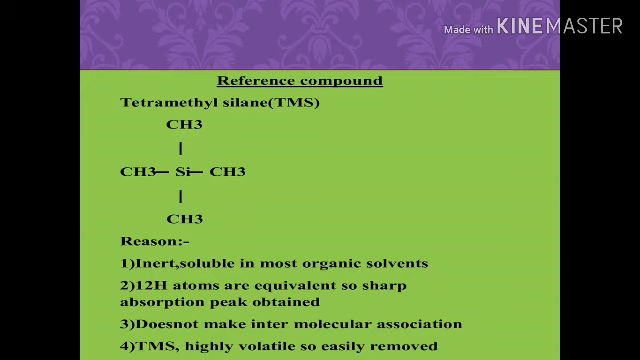 Made with KINEMASTER
Reference compound
Tetramethyl silane(TMS)
CH3
|
CH3— Si— CH3
|
CH3
Reason:-
1)Inert,soluble in most organic solvents
2)12H atoms are equivalent so sharp
absorption peak obtained
3)Doesnot make inter molecular association
4)TMS, highly volatile so easily removed